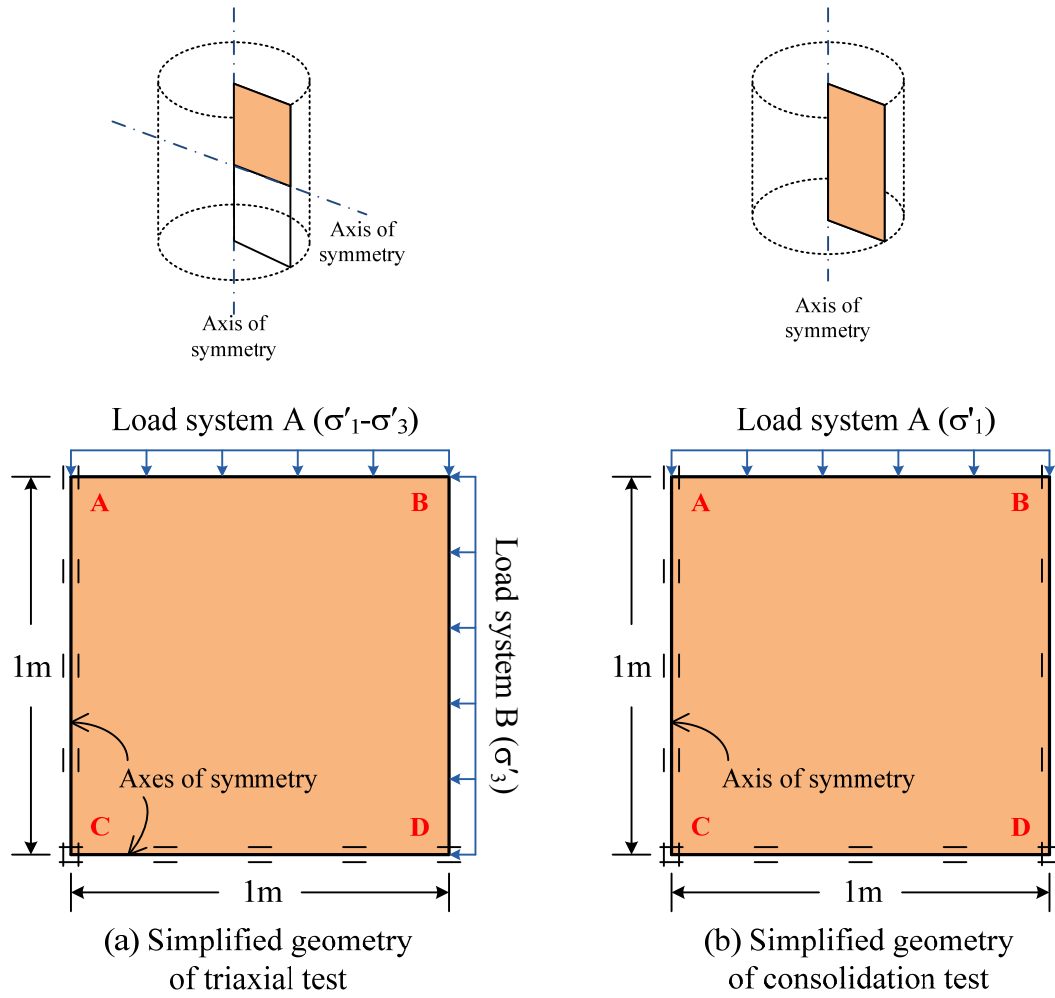 Axis of
symmetry
Axis of
symmetry
Axis of
symmetry
Load system A (σ′₁-σ′₃)
A
B
Load system B (σ′₃)
1m
Axes of symmetry
C
D
1m
(a) Simplified geometry
of triaxial test
Load system A (σ'₁)
A
B
1m
Axis of symmetry
C
D
1m
(b) Simplified geometry
of consolidation test